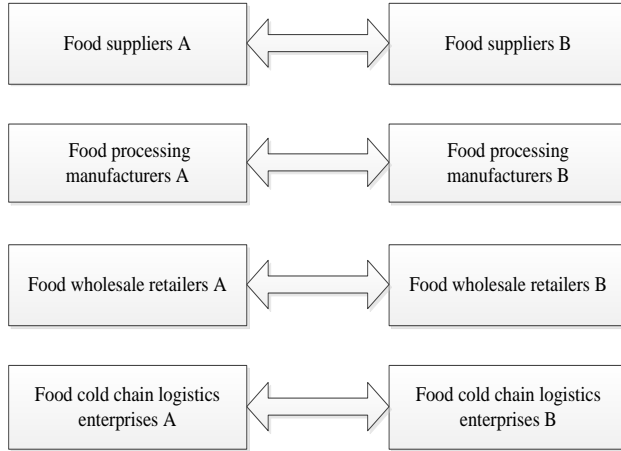 Food suppliers A
Food suppliers B
Food processing
manufacturers A
Food processing
manufacturers B
Food wholesale retailers A
Food wholesale retailers B
Food cold chain logistics
enterprises A
Food cold chain logistics
enterprises B